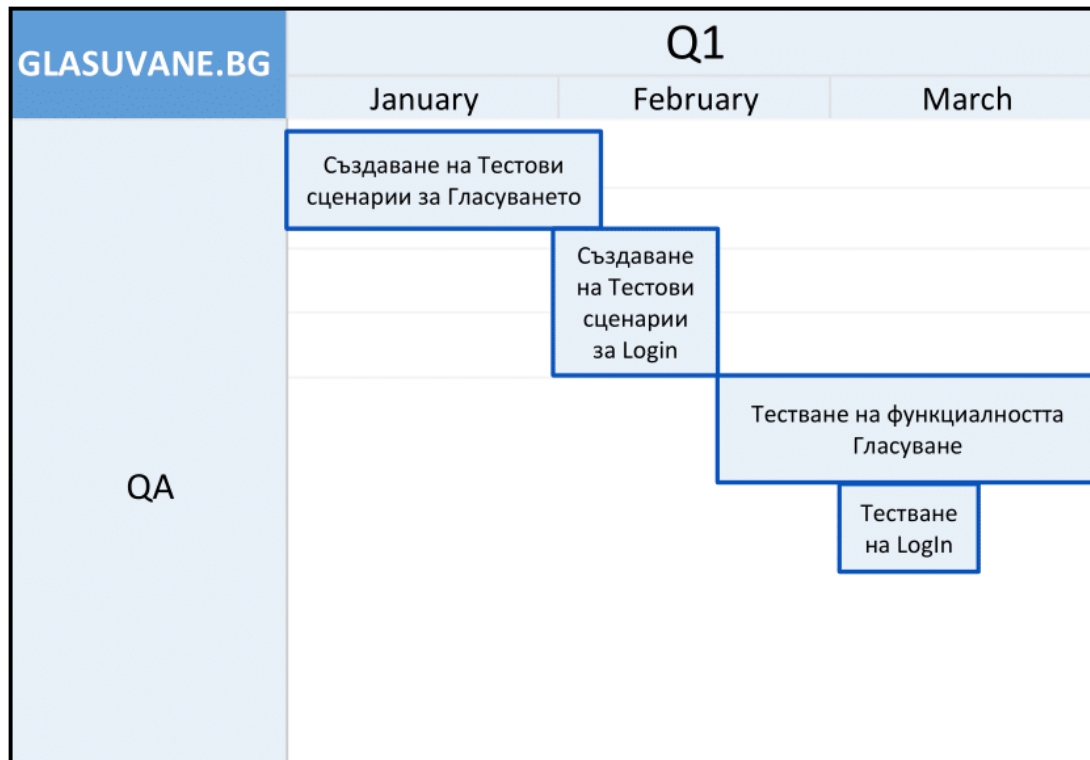 GLASUVANE.BG
Q1
January
February
March
QA
Създаване на Тестови
сценарии за Гласуването
Създаване
на Тестови
сценарии
за Login
Тестване на функциалността
Гласуване
Тестване
на LogIn